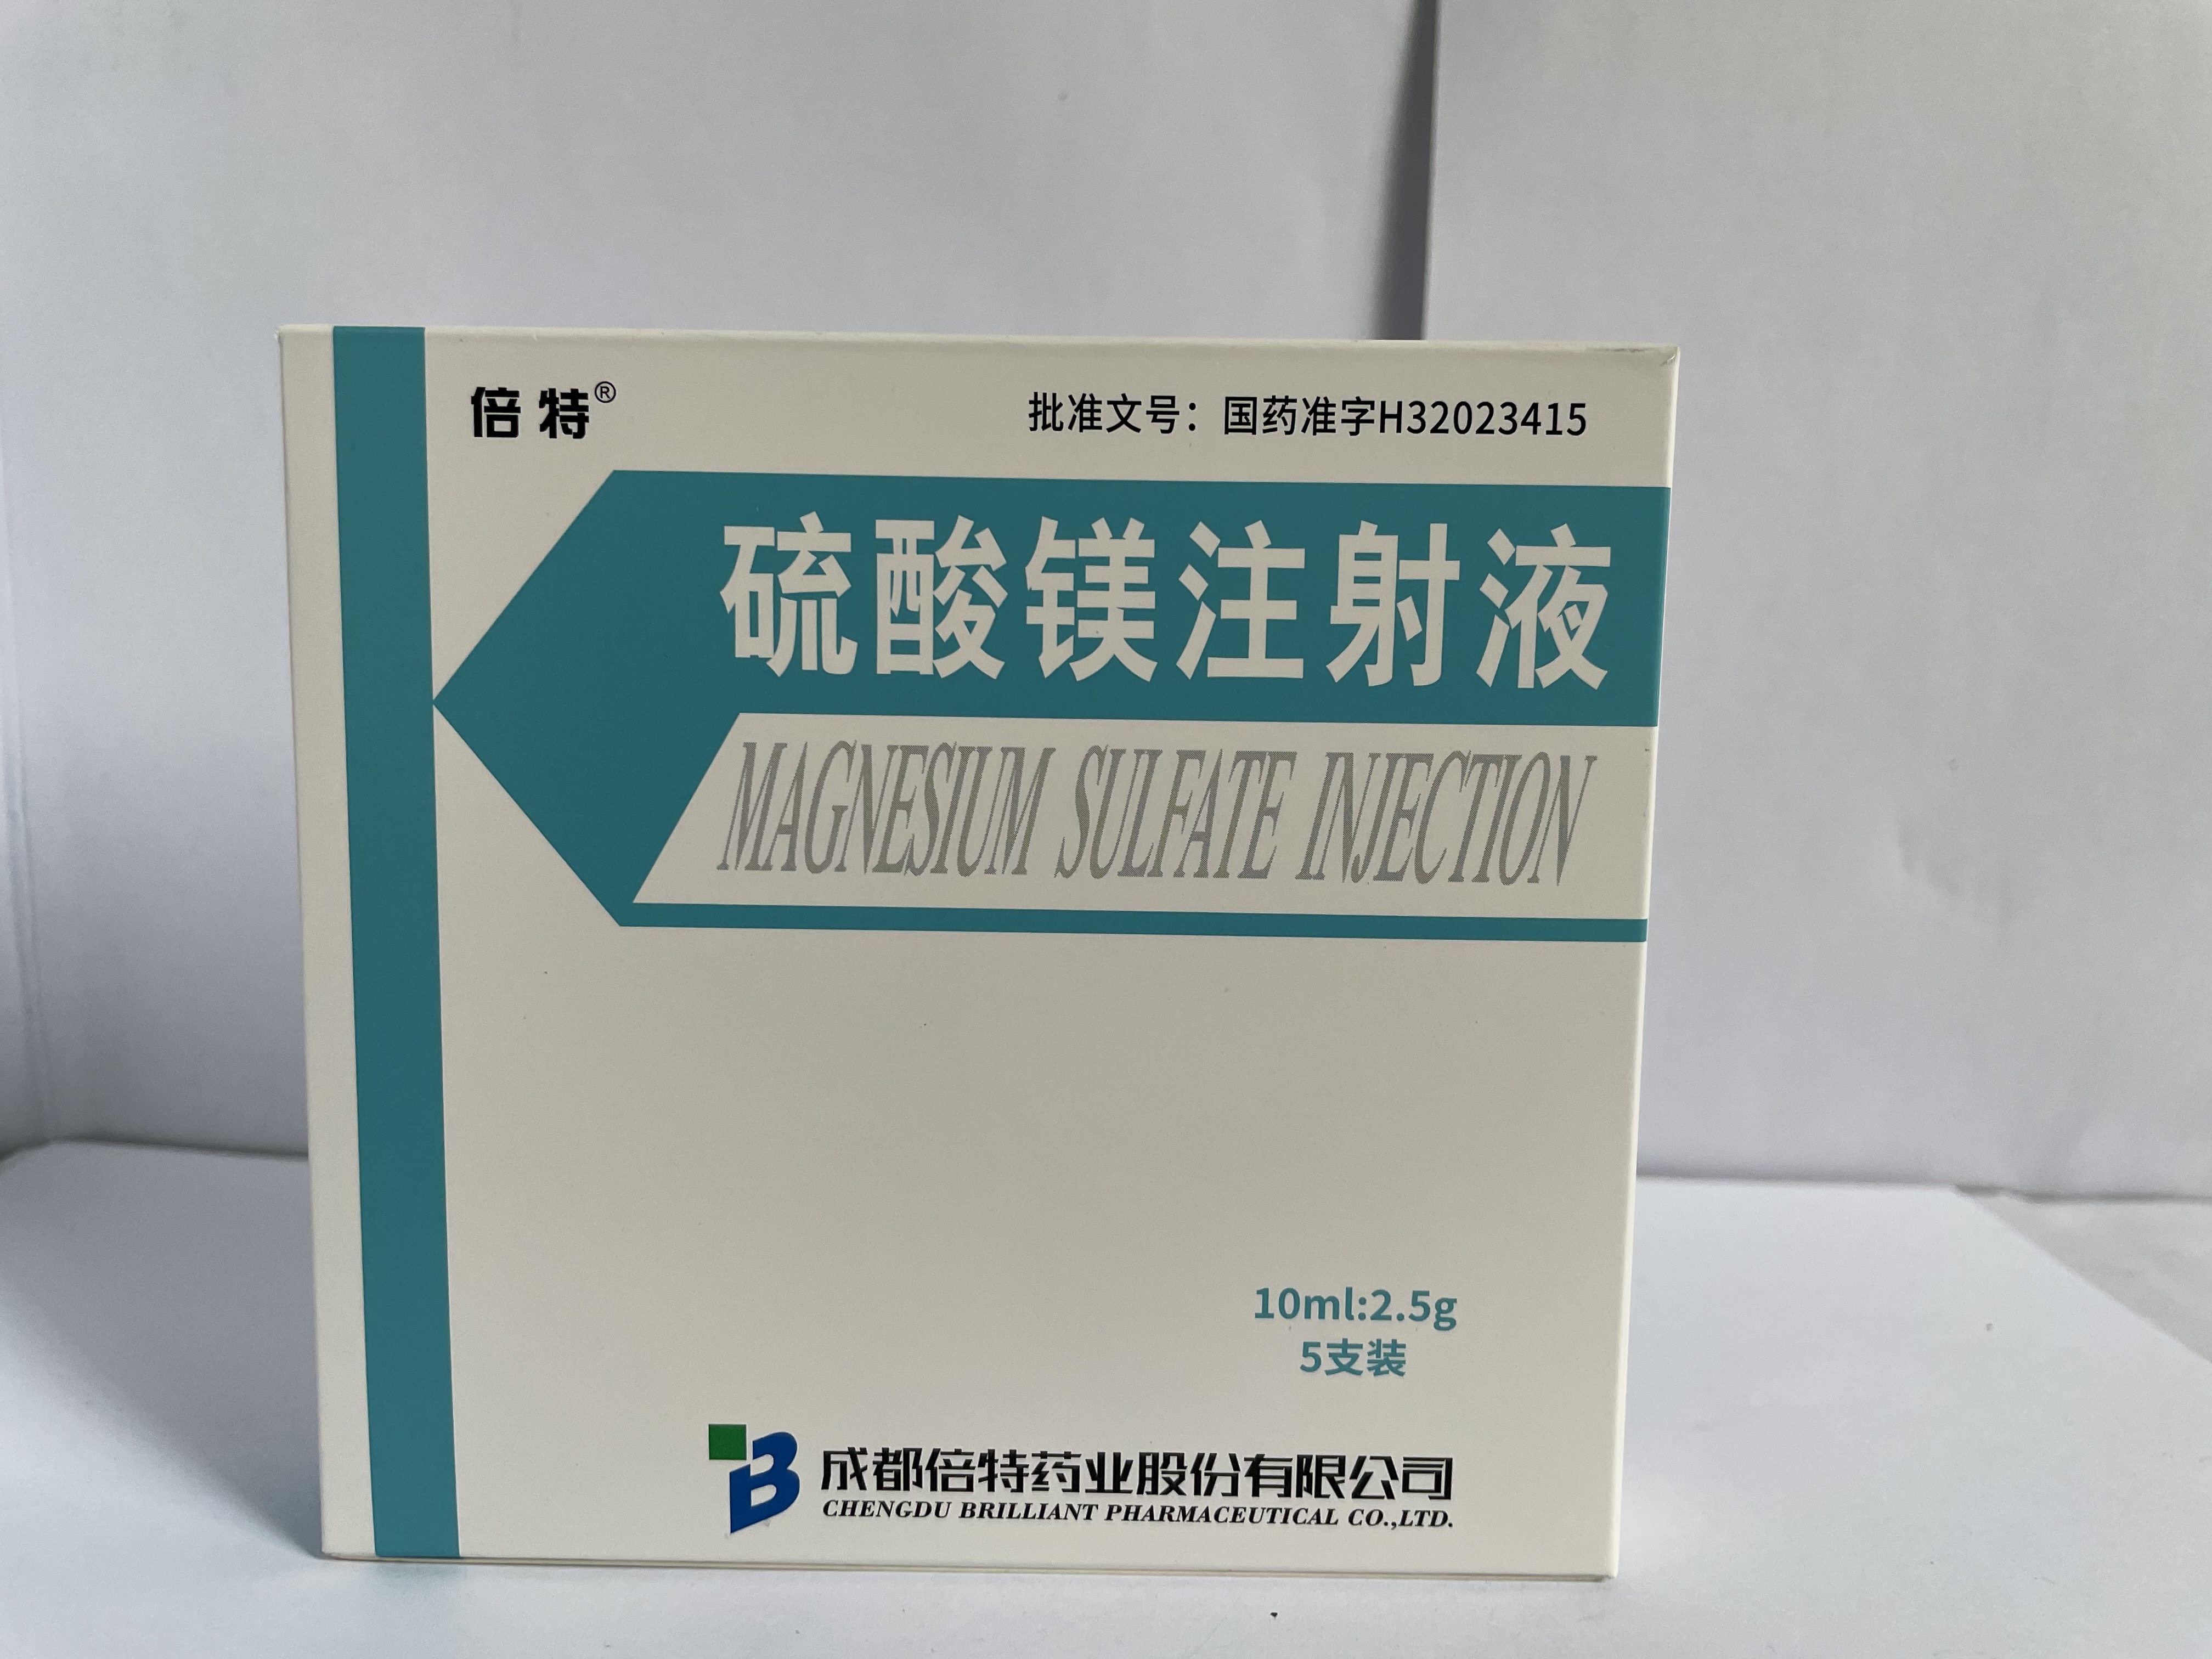 倍特®
批准文号：国药准字H32023415
硫酸镁注射液
MAGNESIUM SULFATE INJECTION
10ml:2.5g
5支装
成都倍特药业股份有限公司
CHENGDU BRILLIANT PHARMACEUTICAL CO.,LTD.